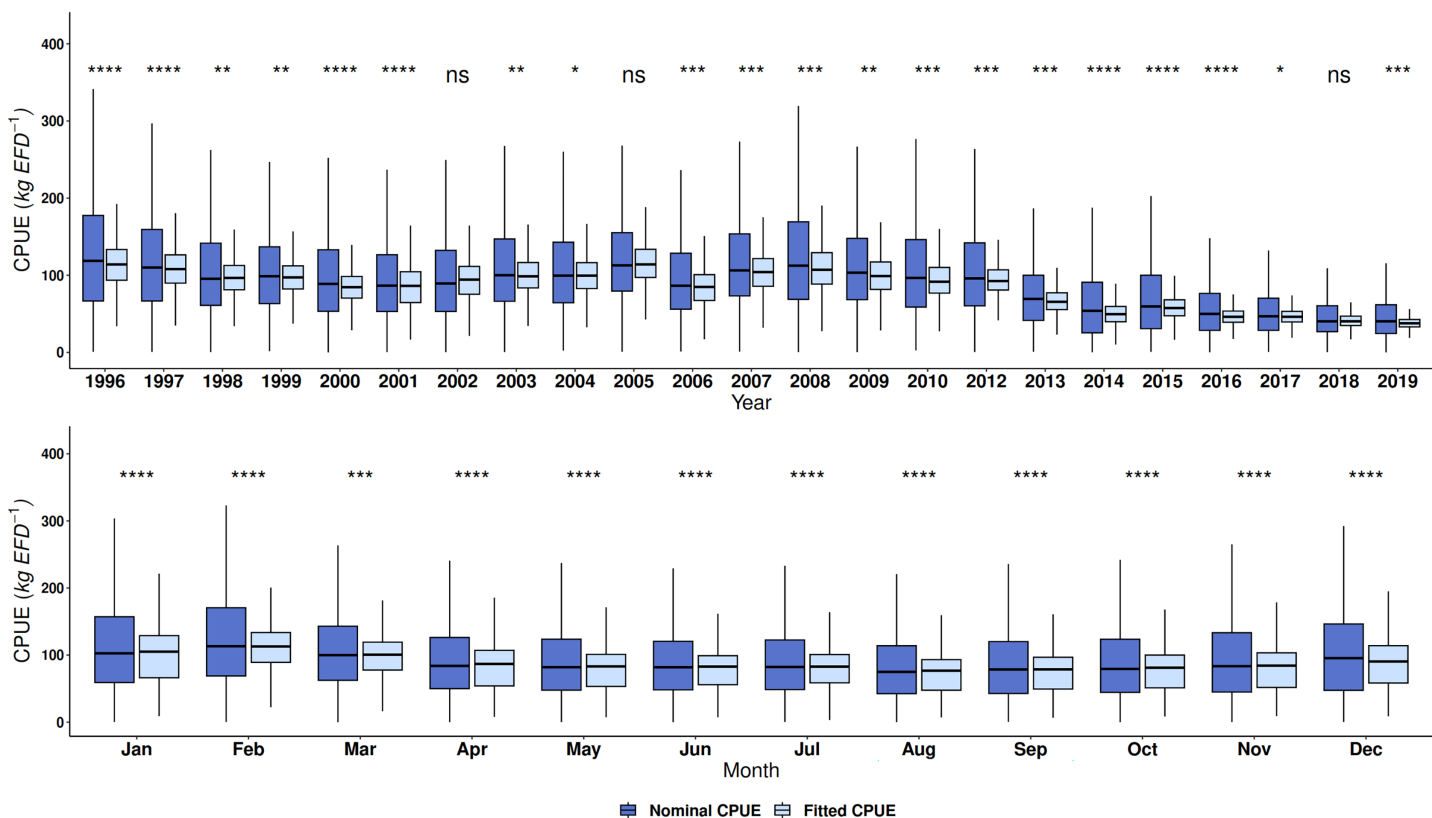 400
300
200
100
0
CPUE (kg EFD⁻¹)
**** **** ** ** **** **** ns ** * ns *** *** *** ** *** *** *** **** **** **** * ns ***
1996 1997 1998 1999 2000 2001 2002 2003 2004 2005 2006 2007 2008 2009 2010 2012 2013 2014 2015 2016 2017 2018 2019
Year
400
300
200
100
0
CPUE (kg EFD⁻¹)
**** **** *** **** **** **** **** **** **** **** **** ****
Jan Feb Mar Apr May Jun Jul Aug Sep Oct Nov Dec
Month
Nominal CPUE Fitted CPUE